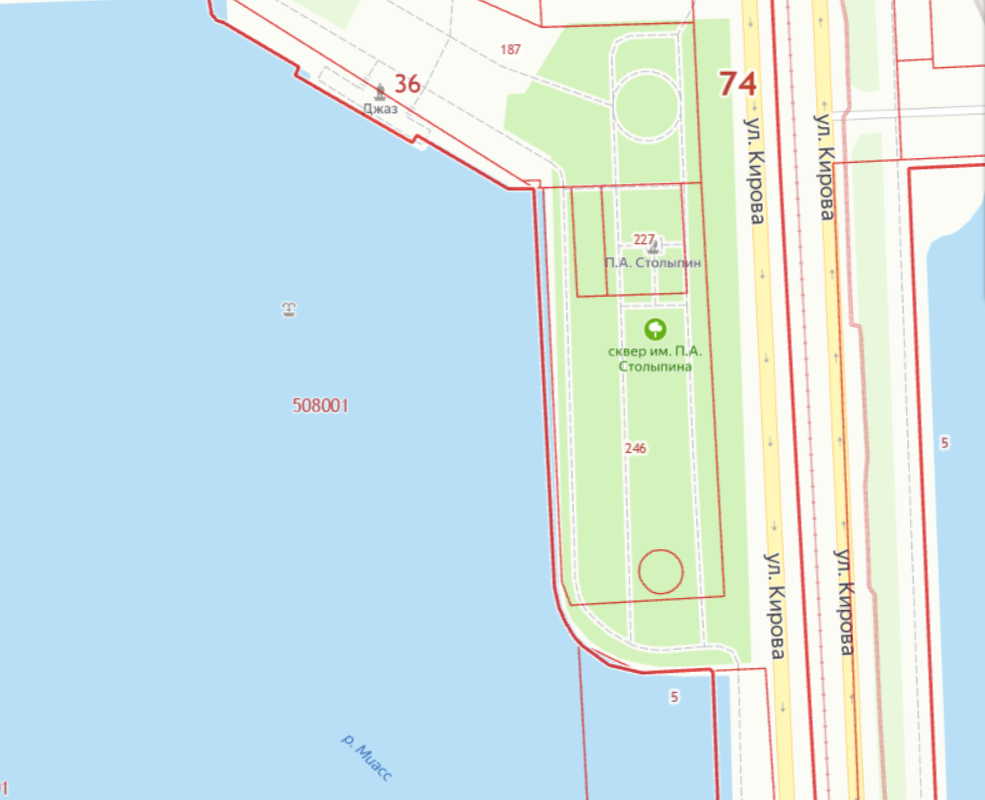 187
36
74
Джаз
ул. Кирова
ул. Кирова
227
П.А. Столыпин
сквер им. П.А.
Столыпина
508001
246
5
ул. Кирова
ул. Кирова
5
р. Миасс